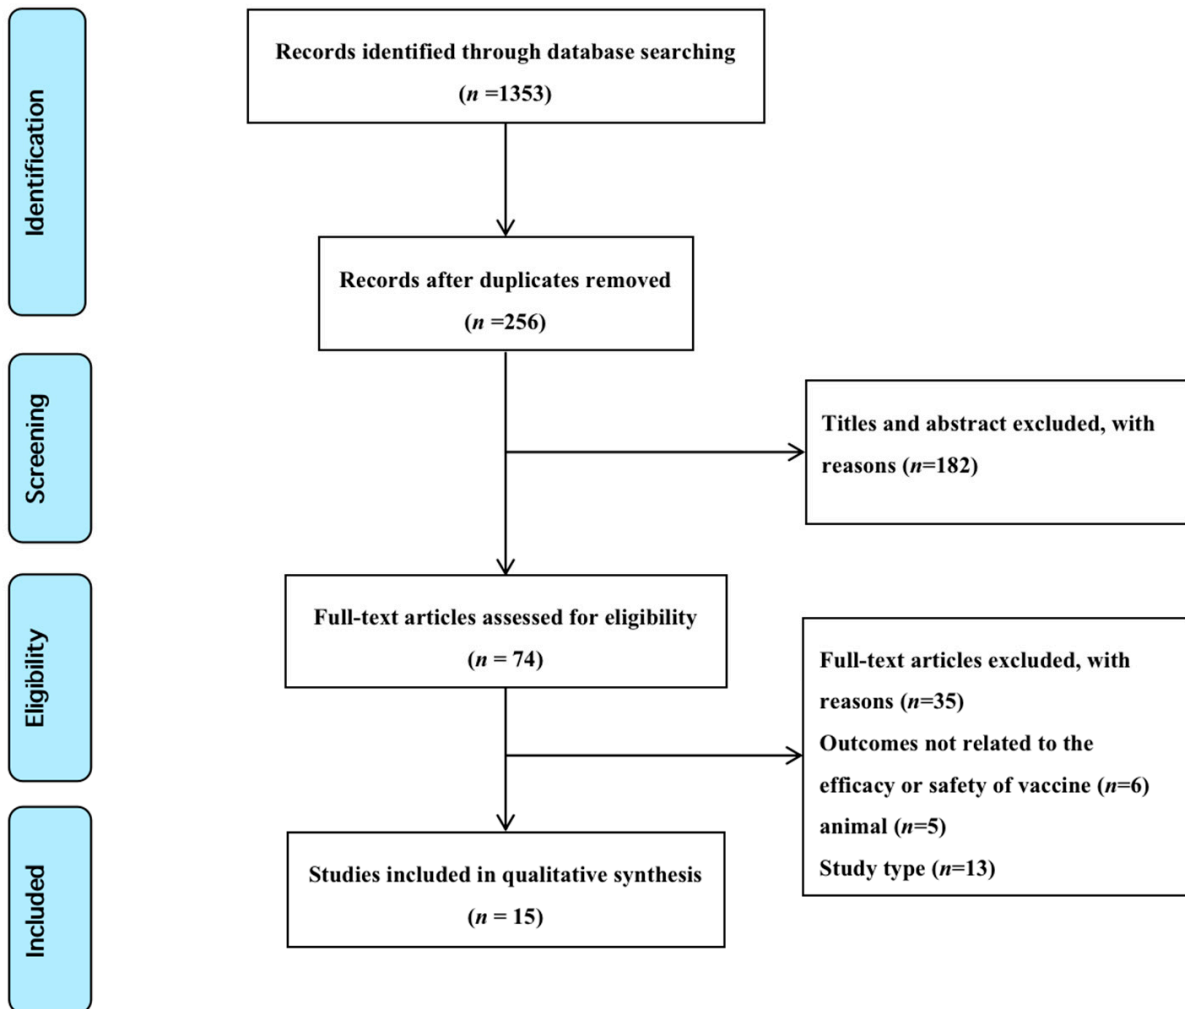 Identification
Records identified through database searching
(n =1353)
Records after duplicates removed
(n =256)
Screening
Titles and abstract excluded, with
reasons (n=182)
Eligibility
Full-text articles assessed for eligibility
(n = 74)
Full-text articles excluded, with
reasons (n=35)
Outcomes not related to the
efficacy or safety of vaccine (n=6)
animal (n=5)
Study type (n=13)
Included
Studies included in qualitative synthesis
(n = 15)